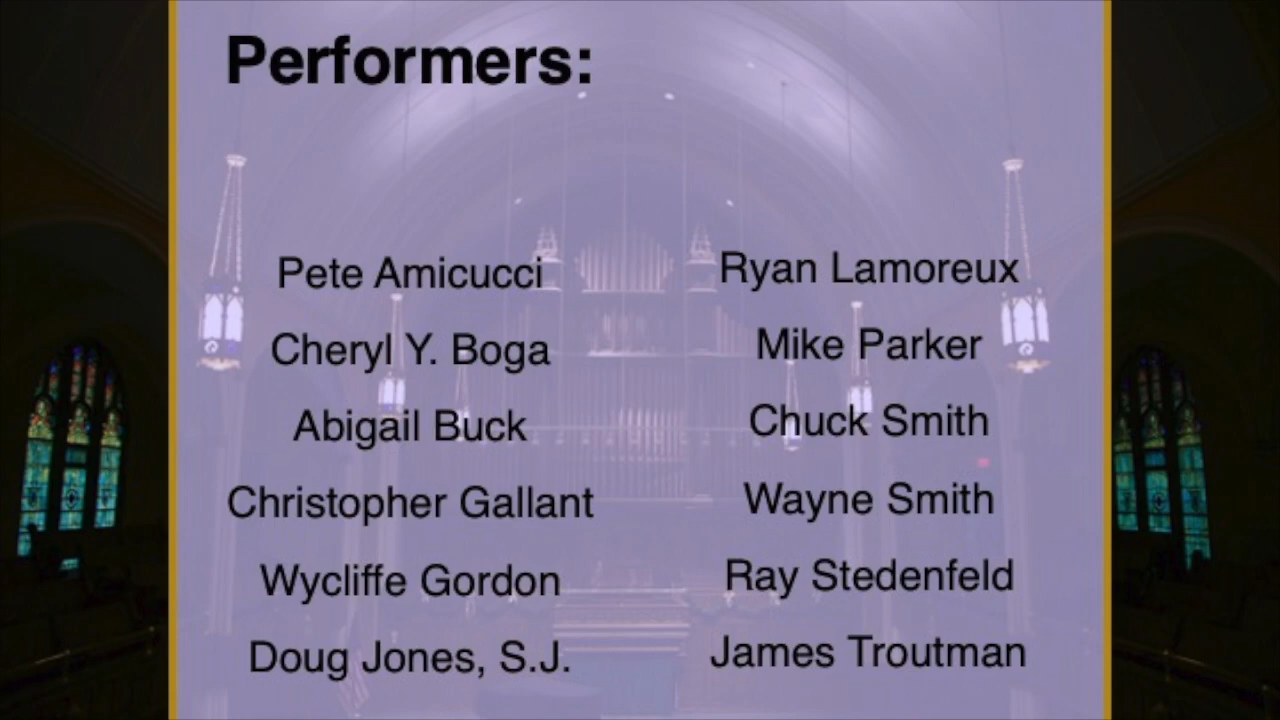 Performers:
Pete Amicucci
Cheryl Y. Boga
Abigail Buck
Christopher Gallant
Wycliffe Gordon
Doug Jones, S.J.
Ryan Lamoreux
Mike Parker
Chuck Smith
Wayne Smith
Ray Stedenfeld
James Troutman